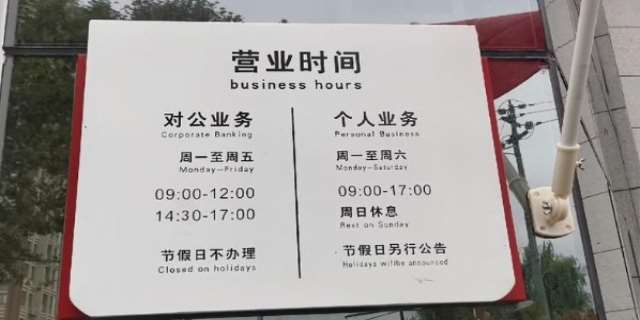 营业时间
business hours
对公业务
Corporate Banking
周一至周五
Monday—Friday
09:00-12:00
14:30-17:00
节假日不办理
Closed on holidays
个人业务
Personal Business
周一至周六
Monday—Saturday
09:00-17:00
周日休息
Rest on Sunday
节假日另行公告
Holidays willbe announced